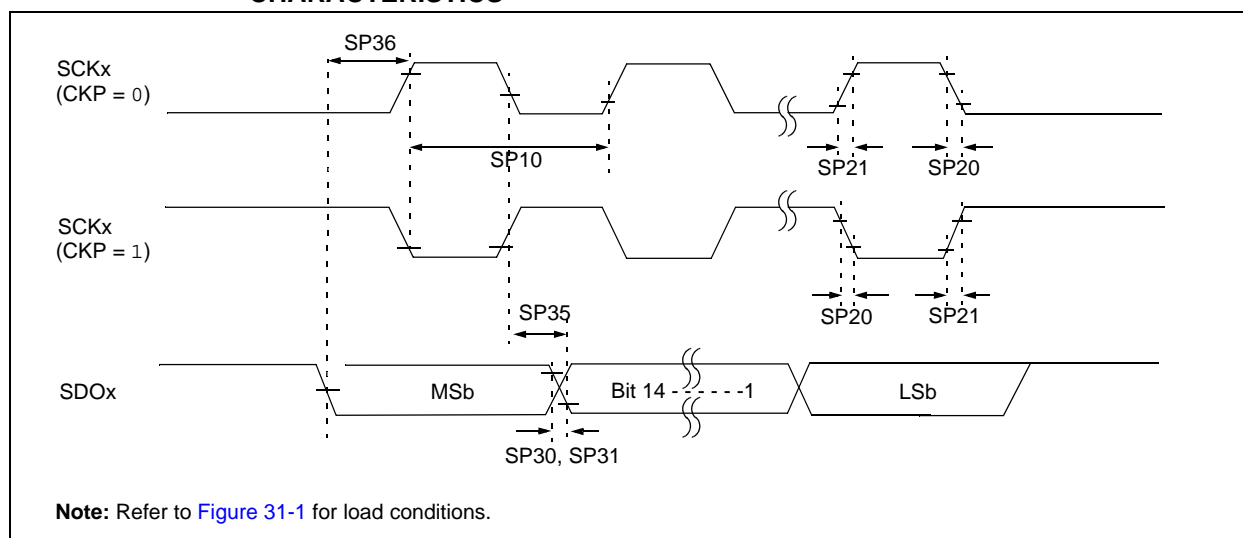 CHARACTERISTICS
SP36
SCKx
(CKP = 0)
SP10
SP21
SP20
SCKx
(CKP = 1)
SP35
SP20
SP21
SDOx
MSb
Bit 14 - - - - - -1
LSb
SP30, SP31
Note: Refer to Figure 31-1 for load conditions.